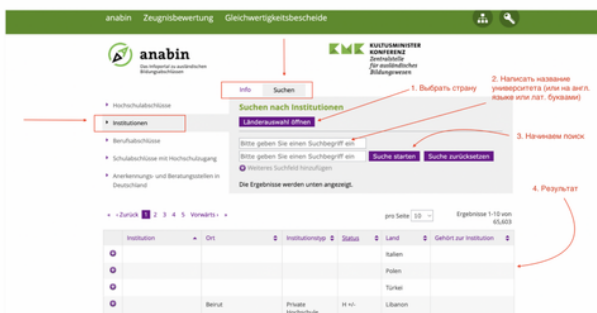 anabin Zeugnisbewertung Gleichwertigkeitsbescheide
anabin
Das Infoportal zu ausländischen
Bildungsabschlüssen
KMK
KULTUSMINISTER
KONFERENZ
Zentralstelle
für ausländisches
Bildungswesen
Info Suchen
Hochschulabschlüsse
Institutionen
Berufsabschlüsse
Schulabschlüsse mit Hochschulzugang
Anerkennungs- und Beratungsstellen in
Deutschland
Suchen nach Institutionen
Länderauswahl öffnen
Bitte geben Sie einen Suchbegriff ein
Bitte geben Sie einen Suchbegriff ein Suche starten Suche zurücksetzen
Weiteres Suchfeld hinzufügen
Die Ergebnisse werden unten angezeigt.
1. Выбрать страну
2. Написать название
университета (или на англ.
языке или лат. буквами)
3. Начинаем поиск
4. Результат
« ‹ Zurück 1 2 3 4 5 Vorwärts › »
pro Seite 10
Ergebnisse 1-10 von
65,603
Institution Ort Institutionstyp Status Land Gehört zur Institution
Italien
Polen
Türkei
Beirut Private H +/- Libanon
Hochschule